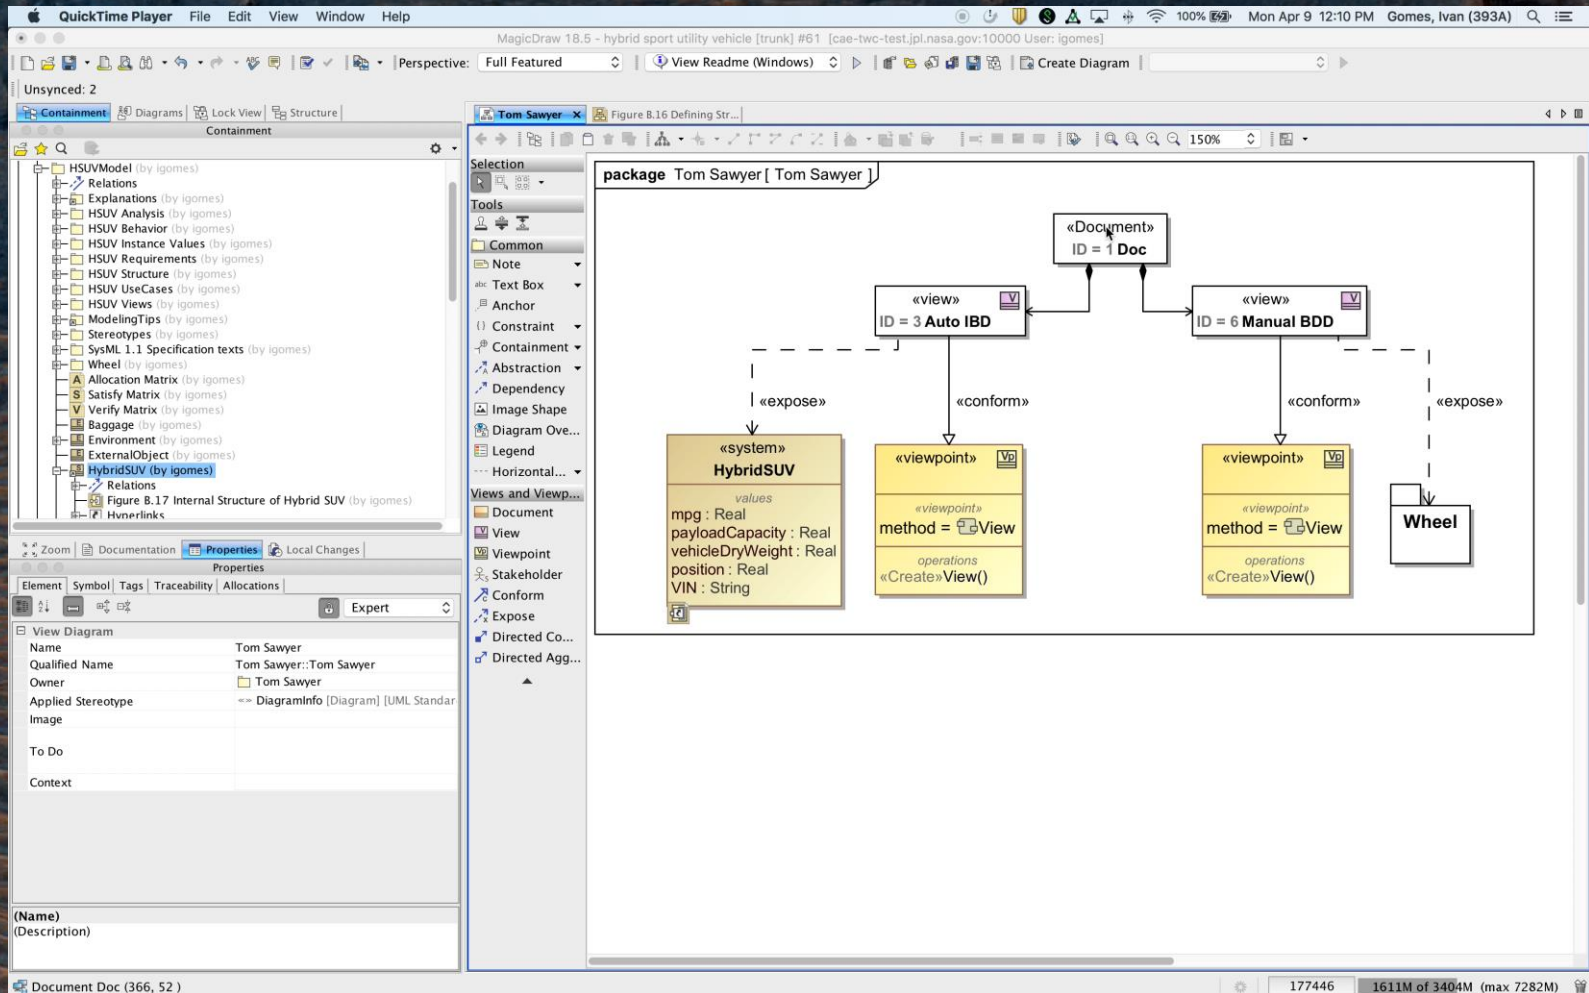 QuickTime Player File Edit View Window Help 100% Mon Apr 9 12:10 PM Gomes, Ivan (393A)
MagicDraw 18.5 - hybrid sport utility vehicle [trunk] #61 [cae-twc-test.jpl.nasa.gov:10000 User: igomes]
Perspective: Full Featured View Readme (Windows) Create Diagram
Unsynced: 2
Containment Diagrams Lock View Structure
Containment
HSUVModel (by igomes)
Relations
Explanations (by igomes)
HSUV Analysis (by igomes)
HSUV Behavior (by igomes)
HSUV Instance Values (by igomes)
HSUV Requirements (by igomes)
HSUV Structure (by igomes)
HSUV UseCases (by igomes)
HSUV Views (by igomes)
ModelingTips (by igomes)
Stereotypes (by igomes)
SysML 1.1 Specification texts (by igomes)
Wheel (by igomes)
A Allocation Matrix (by igomes)
S Satisfy Matrix (by igomes)
V Verify Matrix (by igomes)
Baggage (by igomes)
Environment (by igomes)
ExternalObject (by igomes)
HybridSUV (by igomes)
Relations
Figure B.17 Internal Structure of Hybrid SUV (by igomes)
Hyperlinks
Zoom Documentation Properties Local Changes
Properties
Element Symbol Tags Traceability Allocations
Expert
View Diagram
Name Tom Sawyer
Qualified Name Tom Sawyer::Tom Sawyer
Owner Tom Sawyer
Applied Stereotype «» DiagramInfo [Diagram] [UML Standar
Image
To Do
Context
(Name)
(Description)
Tom Sawyer Figure B.16 Defining Str...
150%
Selection
Tools
Common
Note
abc Text Box
Anchor
Constraint
Containment
Abstraction
Dependency
Image Shape
Diagram Ove...
Legend
Horizontal...
Views and Viewp...
Document
View
Viewpoint
Stakeholder
Conform
Expose
Directed Co...
Directed Agg...
package Tom Sawyer [ Tom Sawyer ]
«Document»
ID = 1 Doc
«view»
ID = 3 Auto IBD
«view»
ID = 6 Manual BDD
«expose»
«conform»
«conform»
«expose»
«system»
HybridSUV
values
mpg : Real
payloadCapacity : Real
vehicleDryWeight : Real
position : Real
VIN : String
«viewpoint» Vp
«viewpoint»
method = View
operations
«Create»View()
«viewpoint» Vp
«viewpoint»
method = View
operations
«Create»View()
Wheel
Document Doc (366, 52 ) 177446 1611M of 3404M (max 7282M)